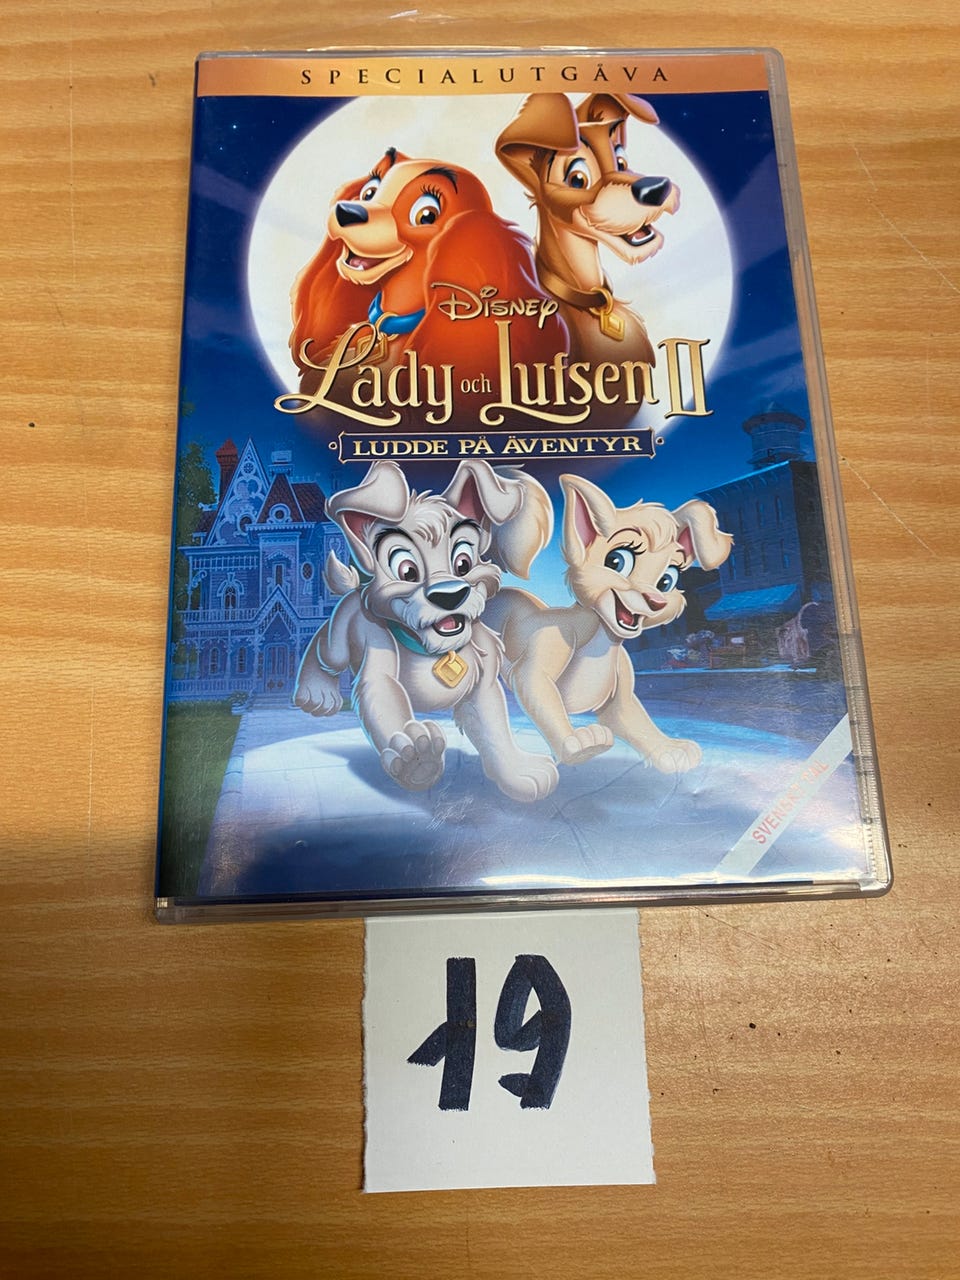 SPECIALUTGÅVA
Disney
Lady och Lufsen II
LUDDE PÅ ÄVENTYR
19